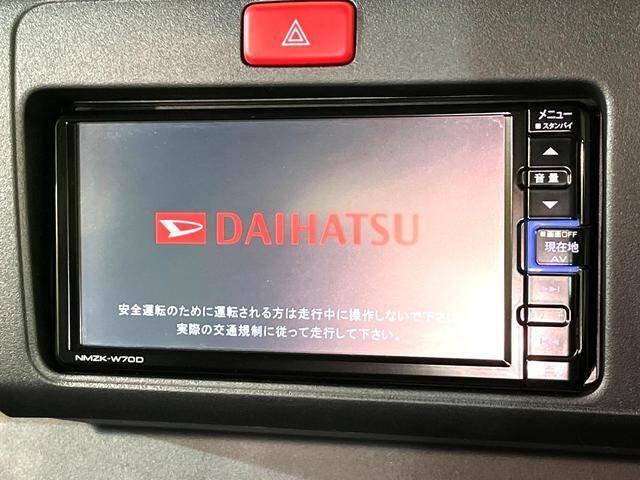 メニュー
スタンバイ
音量
画面OFF
現在地
AV
DAIHATSU
安全運転のために運転される方は走行中に操作しないで下さい
実際の交通規制に従って走行して下さい。
NMZK-W70D